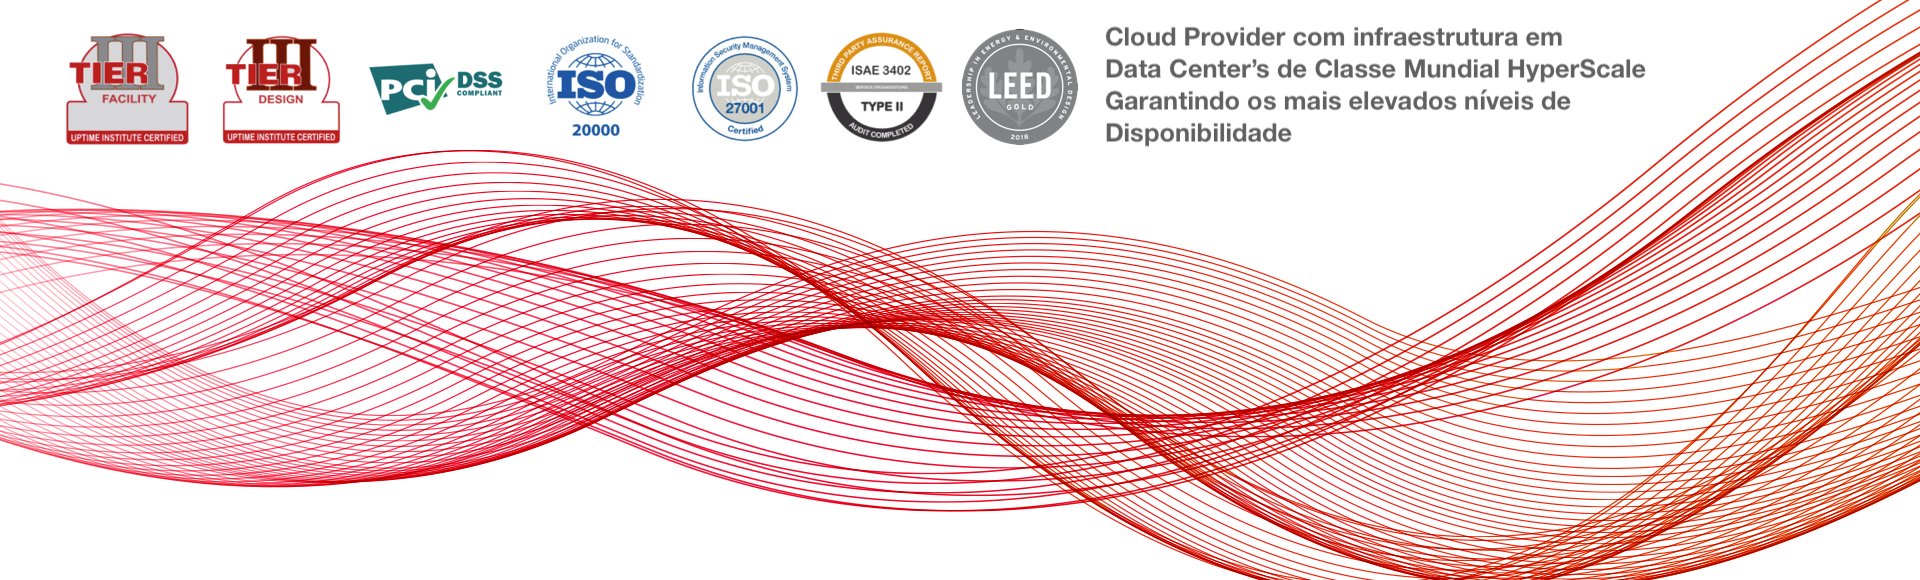 III
TIER
FACILITY
UPTIME INSTITUTE CERTIFIED
III
TIER
DESIGN
UPTIME INSTITUTE CERTIFIED
PCi DSS
COMPLIANT
International Organization for Standardization
ISO
20000
Information Security Management System
ISO
27001
Certified
THIRD PARTY ASSURANCE REPORT
ISAE 3402
SERVICE ORGANIZATIONS
TYPE II
AUDIT COMPLETED
LEADERSHIP IN ENERGY & ENVIRONMENTAL DESIGN
LEED
GOLD
2018
Cloud Provider com infraestrutura em
Data Center’s de Classe Mundial HyperScale
Garantindo os mais elevados níveis de
Disponibilidade